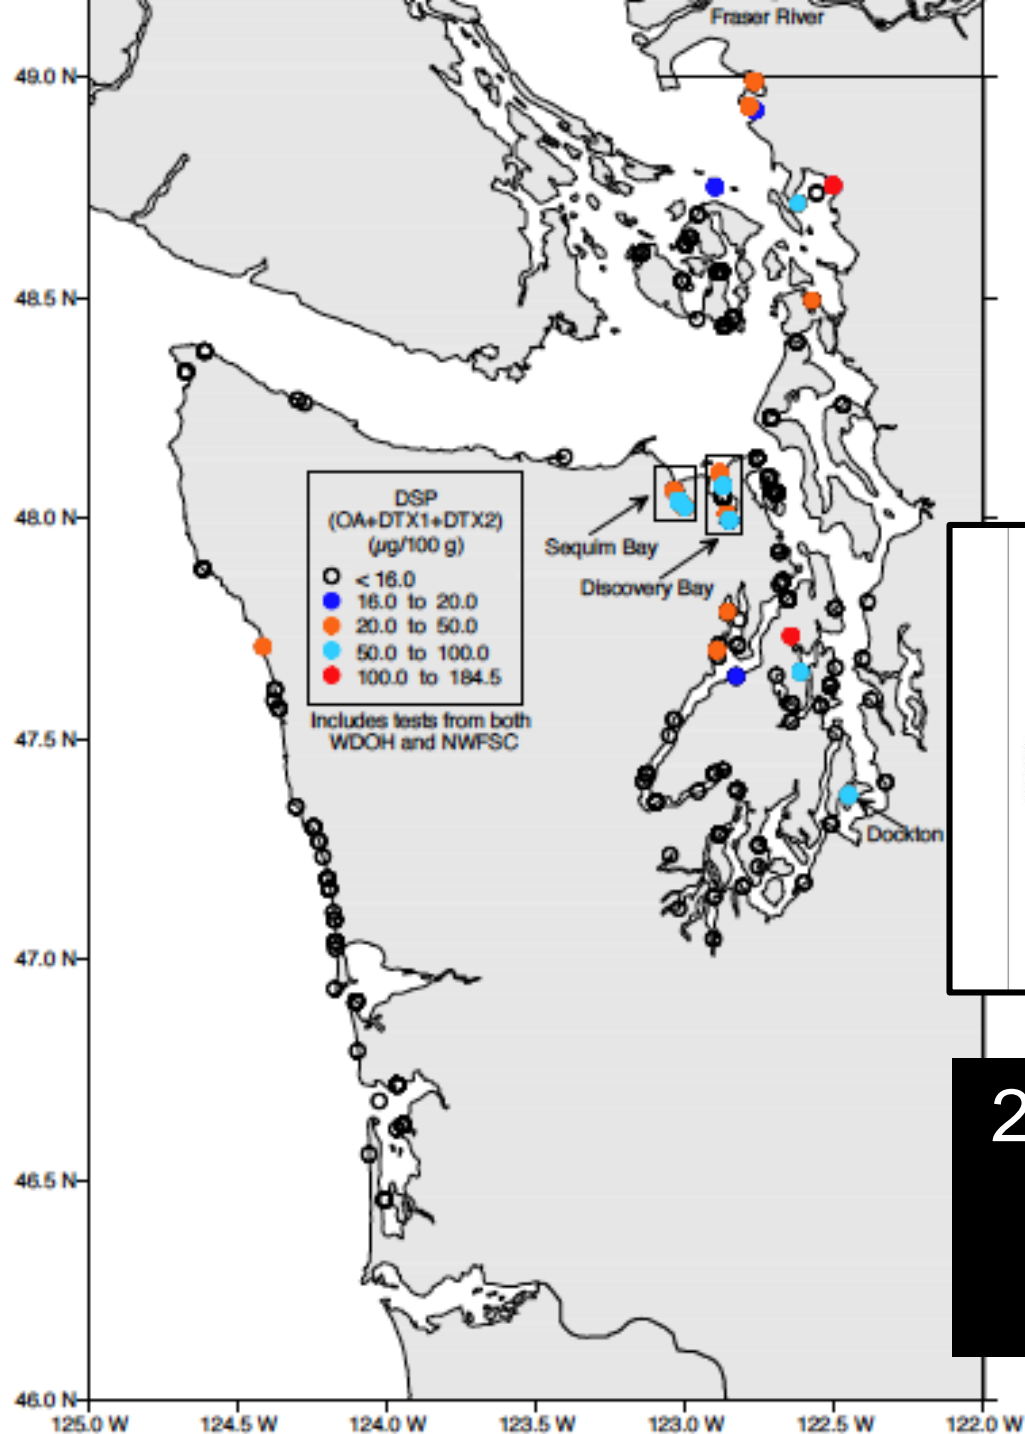 Fraser River
49.0 N
48.5 N
48.0 N
DSP
(OA+DTX1+DTX2)
(µg/100 g)
< 16.0
16.0 to 20.0
20.0 to 50.0
50.0 to 100.0
100.0 to 184.5
Includes tests from both
WDOH and NWFSC
Sequim Bay
Discovery Bay
47.5 N
Dockton
47.0 N
2
46.5 N
46.0 N
125.0 W 124.5 W 124.0 W 123.5 W 123.0 W 122.5 W 122.0 W